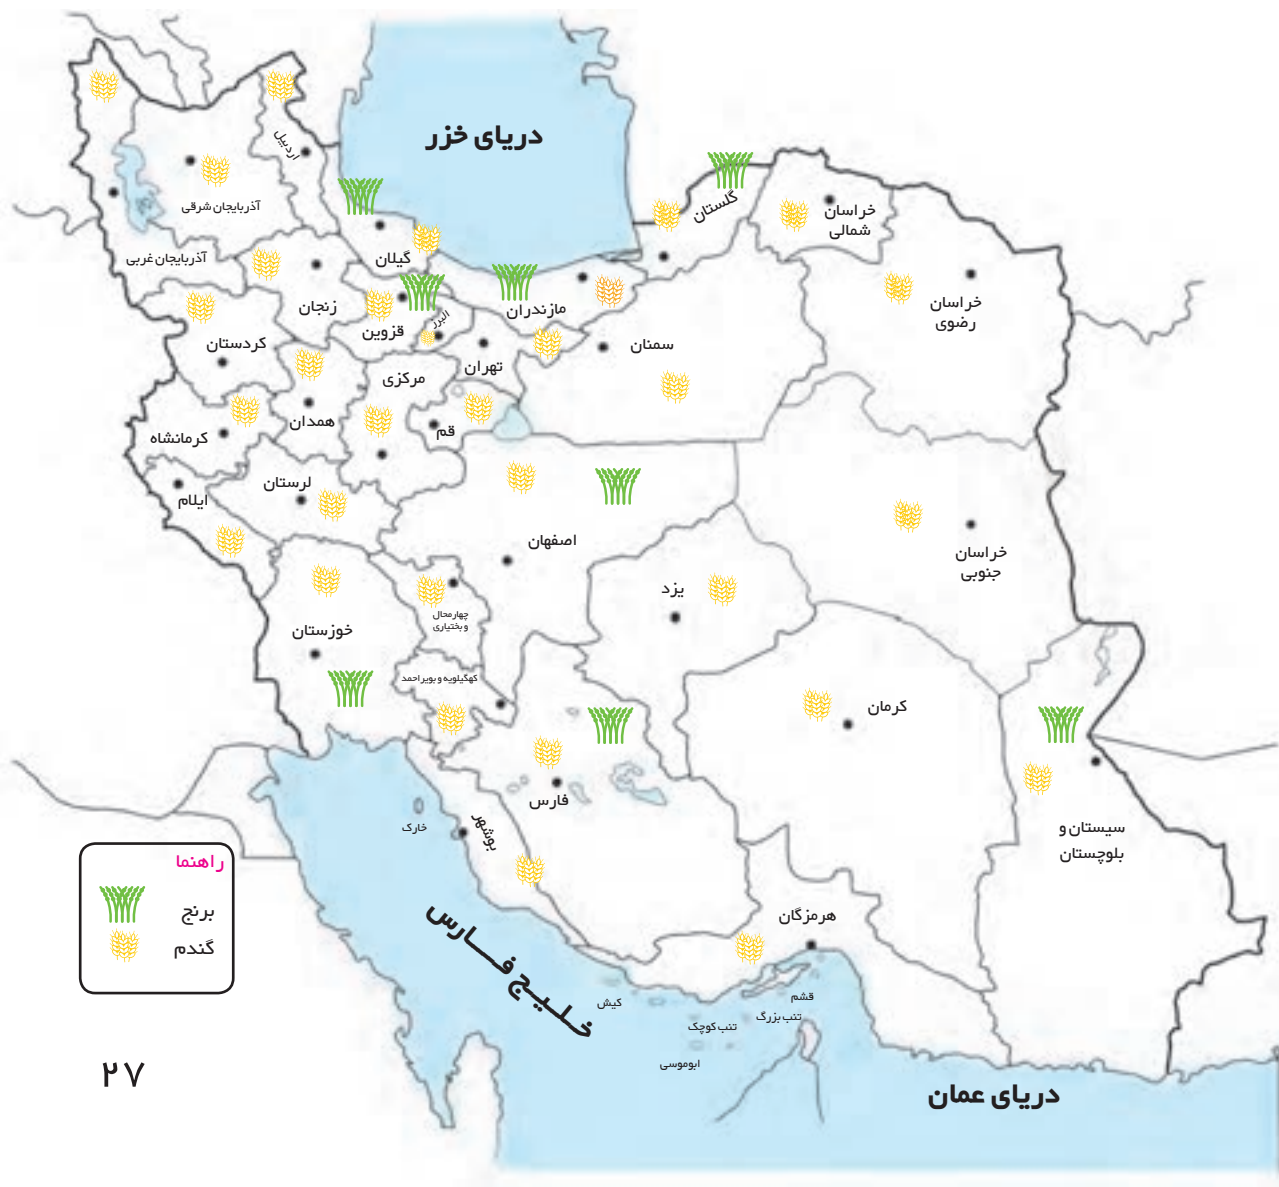 دریای خزر
اردبیل
آذربایجان شرقی
آذربایجان غربی
گیلان
گلستان
خراسان
شمالی
خراسان
رضوی
زنجان
قزوین
البرز
مازندران
تهران
سمنان
کردستان
همدان
مرکزی
قم
کرمانشاه
ایلام
لرستان
اصفهان
یزد
خراسان
جنوبی
خوزستان
چهارمحال
و بختیاری
کهگیلویه و بویراحمد
فارس
کرمان
سیستان و
بلوچستان
بوشهر
خارک
هرمزگان
خـلـیـج فـــارس
کیش
قشم
تنب بزرگ
تنب کوچک
ابوموسی
دریای عمان
راهنما
برنج
گندم
۲۷